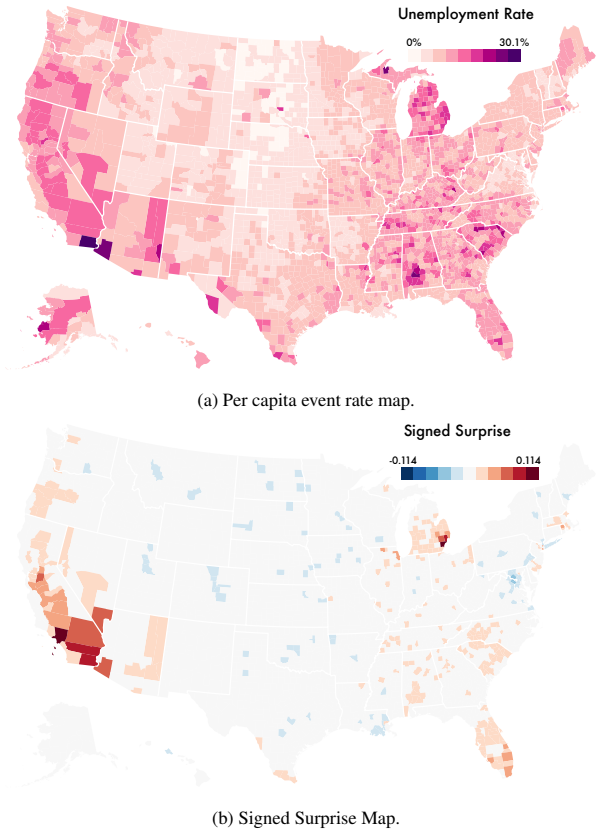 Unemployment Rate
0% 30.1%
(a) Per capita event rate map.
Signed Surprise
-0.114 0.114
(b) Signed Surprise Map.